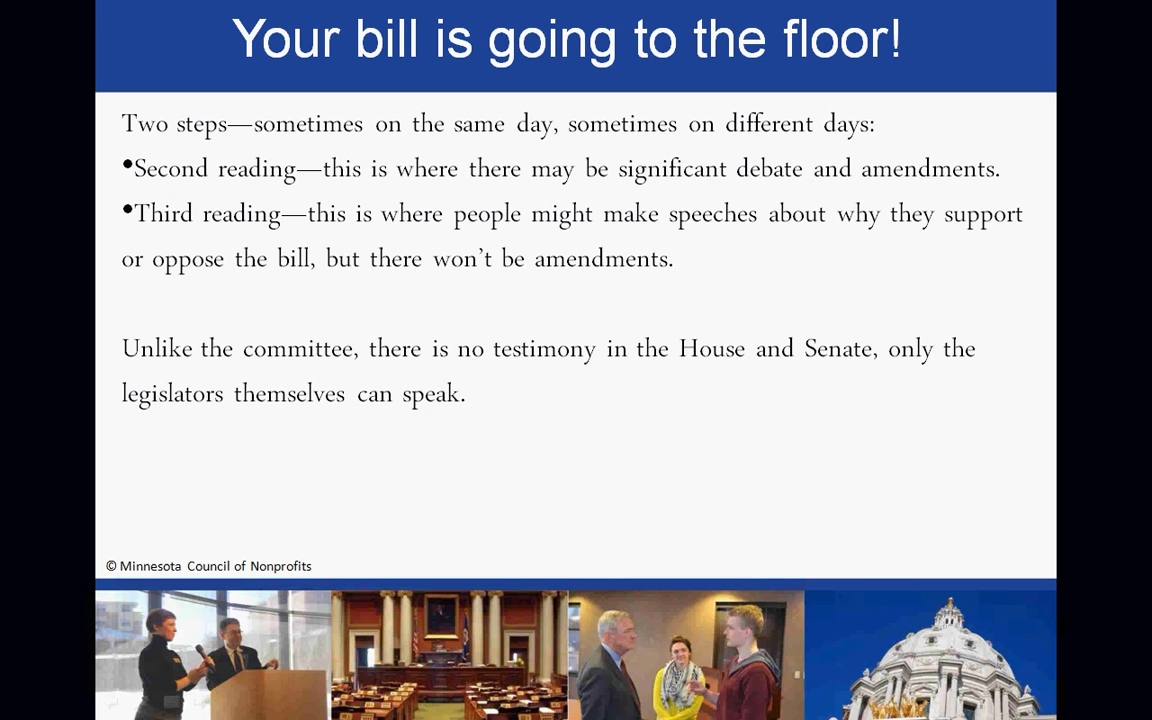 Your bill is going to the floor!
Two steps—sometimes on the same day, sometimes on different days:
•Second reading—this is where there may be significant debate and amendments.
•Third reading—this is where people might make speeches about why they support
or oppose the bill, but there won’t be amendments.
Unlike the committee, there is no testimony in the House and Senate, only the
legislators themselves can speak.
© Minnesota Council of Nonprofits